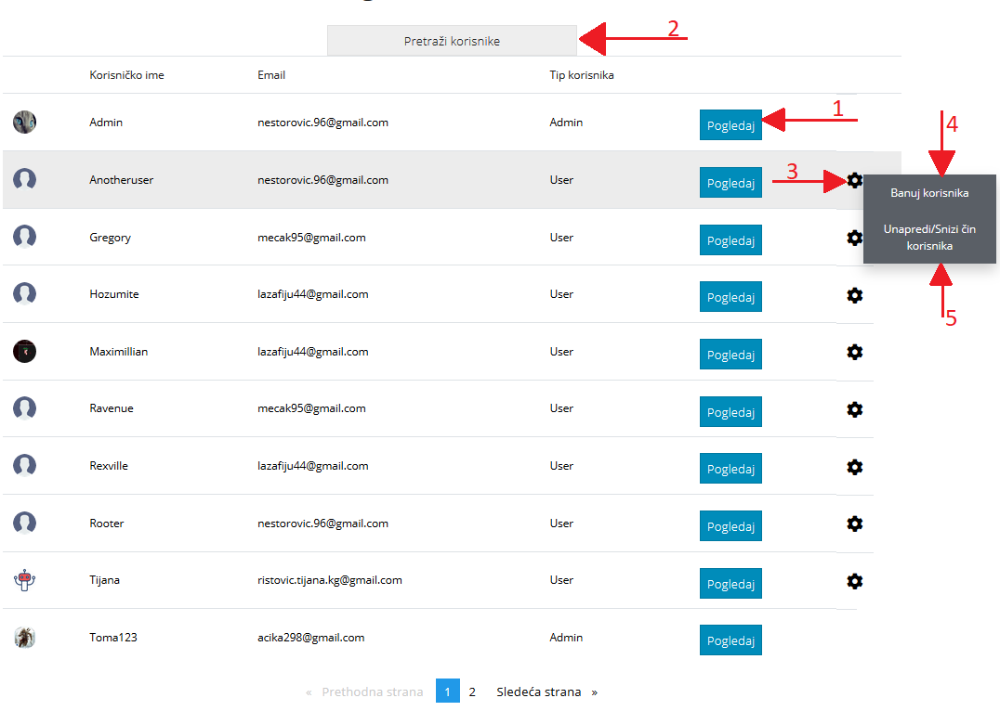 2
Pretraži korisnike
Korisničko ime Email Tip korisnika
1
Admin nestorovic.96@gmail.com Admin Pogledaj
4
3
Anotheruser nestorovic.96@gmail.com User Pogledaj
Banuj korisnika
Unapredi/Snizi čin
korisnika
Gregory mecak95@gmail.com User Pogledaj
Hozumite lazafiju44@gmail.com User Pogledaj
5
Maximillian lazafiju44@gmail.com User Pogledaj
Ravenue mecak95@gmail.com User Pogledaj
Rexville lazafiju44@gmail.com User Pogledaj
Rooter nestorovic.96@gmail.com User Pogledaj
Tijana ristovic.tijana.kg@gmail.com User Pogledaj
Toma123 acika298@gmail.com Admin Pogledaj
« Prethodna strana 1 2 Sledeća strana »